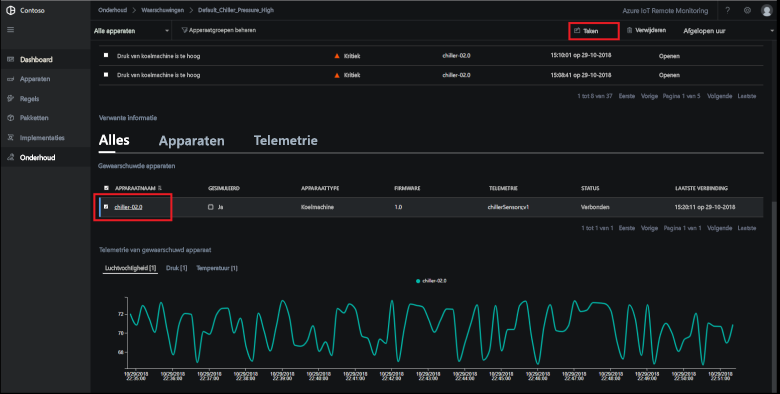 Contoso
Onderhoud > Waarschuwingen > Default_Chiller_Pressure_High
Azure IoT Remote Monitoring ?
Alle apparaten
Apparaatgroepen beheren
Taken
Verwijderen
Afgelopen uur
Dashboard
Apparaten
Regels
Pakketten
Implementaties
Onderhoud
Druk van koelmachine is te hoog Kritiek chiller-02.0 15:10:01 op 29-10-2018 Openen
Druk van koelmachine is te hoog Kritiek chiller-02.0 15:08:41 op 29-10-2018 Openen
1 tot 8 van 37 Eerste Vorige Pagina 1 van 5 Volgende Laatste
Verwante informatie
Alles Apparaten Telemetrie
Gewaarschuwde apparaten
APPARAATNAAM GESIMULEERD APPARAATTYPE FIRMWARE TELEMETRIE STATUS LAATSTE VERBINDING
chiller-02.0 Ja Koelmachine 1.0 chillerSensors;v1 Verbonden 15:20:11 op 29-10-2018
1 tot 1 van 1 Eerste Vorige Pagina 1 van 1 Volgende Laatste
Telemetrie van gewaarschuwd apparaat
Luchtvochtigheid [1] Druk [1] Temperatuur [1]
chiller-02.0
72
70
68
10/29/2018 10/29/2018 10/29/2018 10/29/2018 10/29/2018 10/29/2018 10/29/2018 10/29/2018 10/29/2018 10/29/2018 10/29/2018 10/29/2018 10/29/2018 10/29/2018 10/29/2018 10/29/2018 10/29/2018
22:35:00 22:36:00 22:37:00 22:38:00 22:39:00 22:40:00 22:41:00 22:42:00 22:43:00 22:44:00 22:45:00 22:46:00 22:47:00 22:48:00 22:49:00 22:50:00 22:51:00